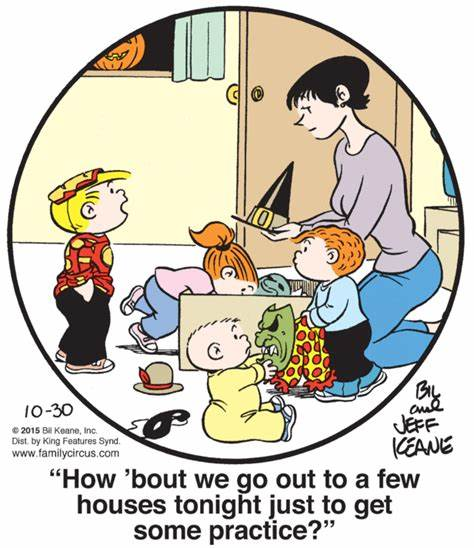 10-30
© 2015 Bil Keane, Inc.
Dist. by King Features Synd.
www.familycircus.com
BIL
and
JEFF
KEANE
“How ’bout we go out to a few
houses tonight just to get
some practice?”